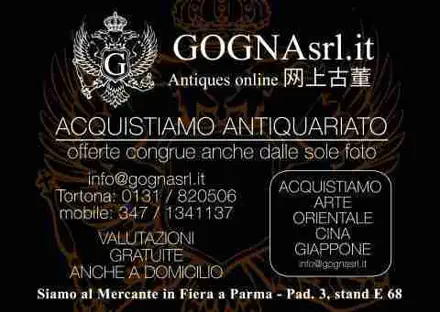 G
GOGNAsrl.it
Antiques online 网上古董
ACQUISTIAMO ANTIQUARIATO
offerte congrue anche dalle sole foto
info@gognasrl.it
Tortona: 0131 / 820506
mobile: 347 / 1341137
VALUTAZIONI
GRATUITE
ANCHE A DOMICILIO
ACQUISTIAMO
ARTE
ORIENTALE
CINA
GIAPPONE
info@gognasrl.it
Siamo al Mercante in Fiera a Parma - Pad. 3, stand E 68